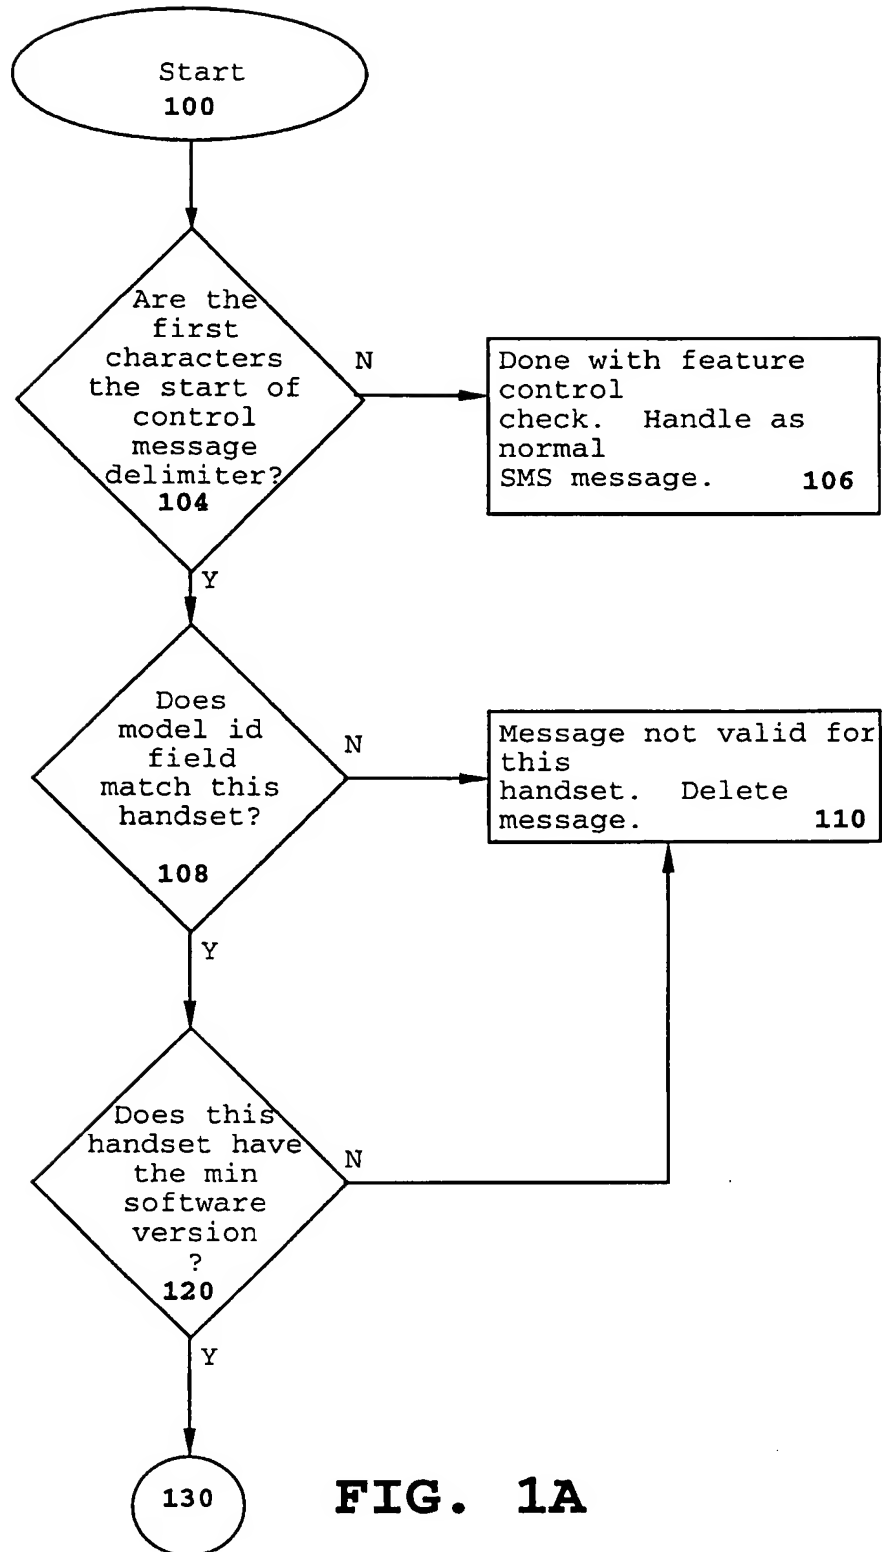 Start
100
Are the
first
characters
the start of
control
message
delimiter?
104
N
Done with feature
control
check.  Handle as
normal
SMS message.
106
Y
Does
model id
field
match this
handset?
108
N
Message not valid for
this
handset.  Delete
message.
110
Y
Does this
handset have
the min
software
version
?
120
N
Y
130
FIG. 1A